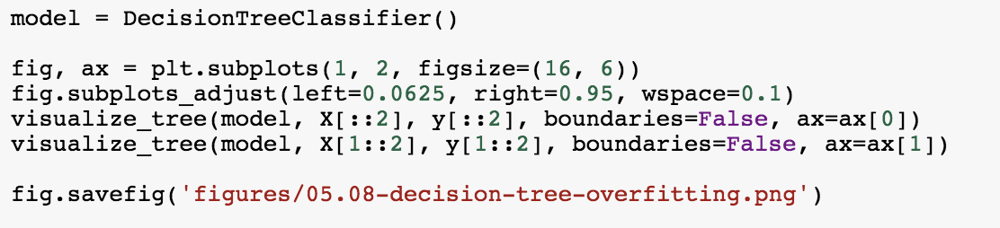 model = DecisionTreeClassifier()
fig, ax = plt.subplots(1, 2, figsize=(16, 6))
fig.subplots_adjust(left=0.0625, right=0.95, wspace=0.1)
visualize_tree(model, X[::2], y[::2], boundaries=False, ax=ax[0])
visualize_tree(model, X[1::2], y[1::2], boundaries=False, ax=ax[1])
fig.savefig('figures/05.08-decision-tree-overfitting.png')